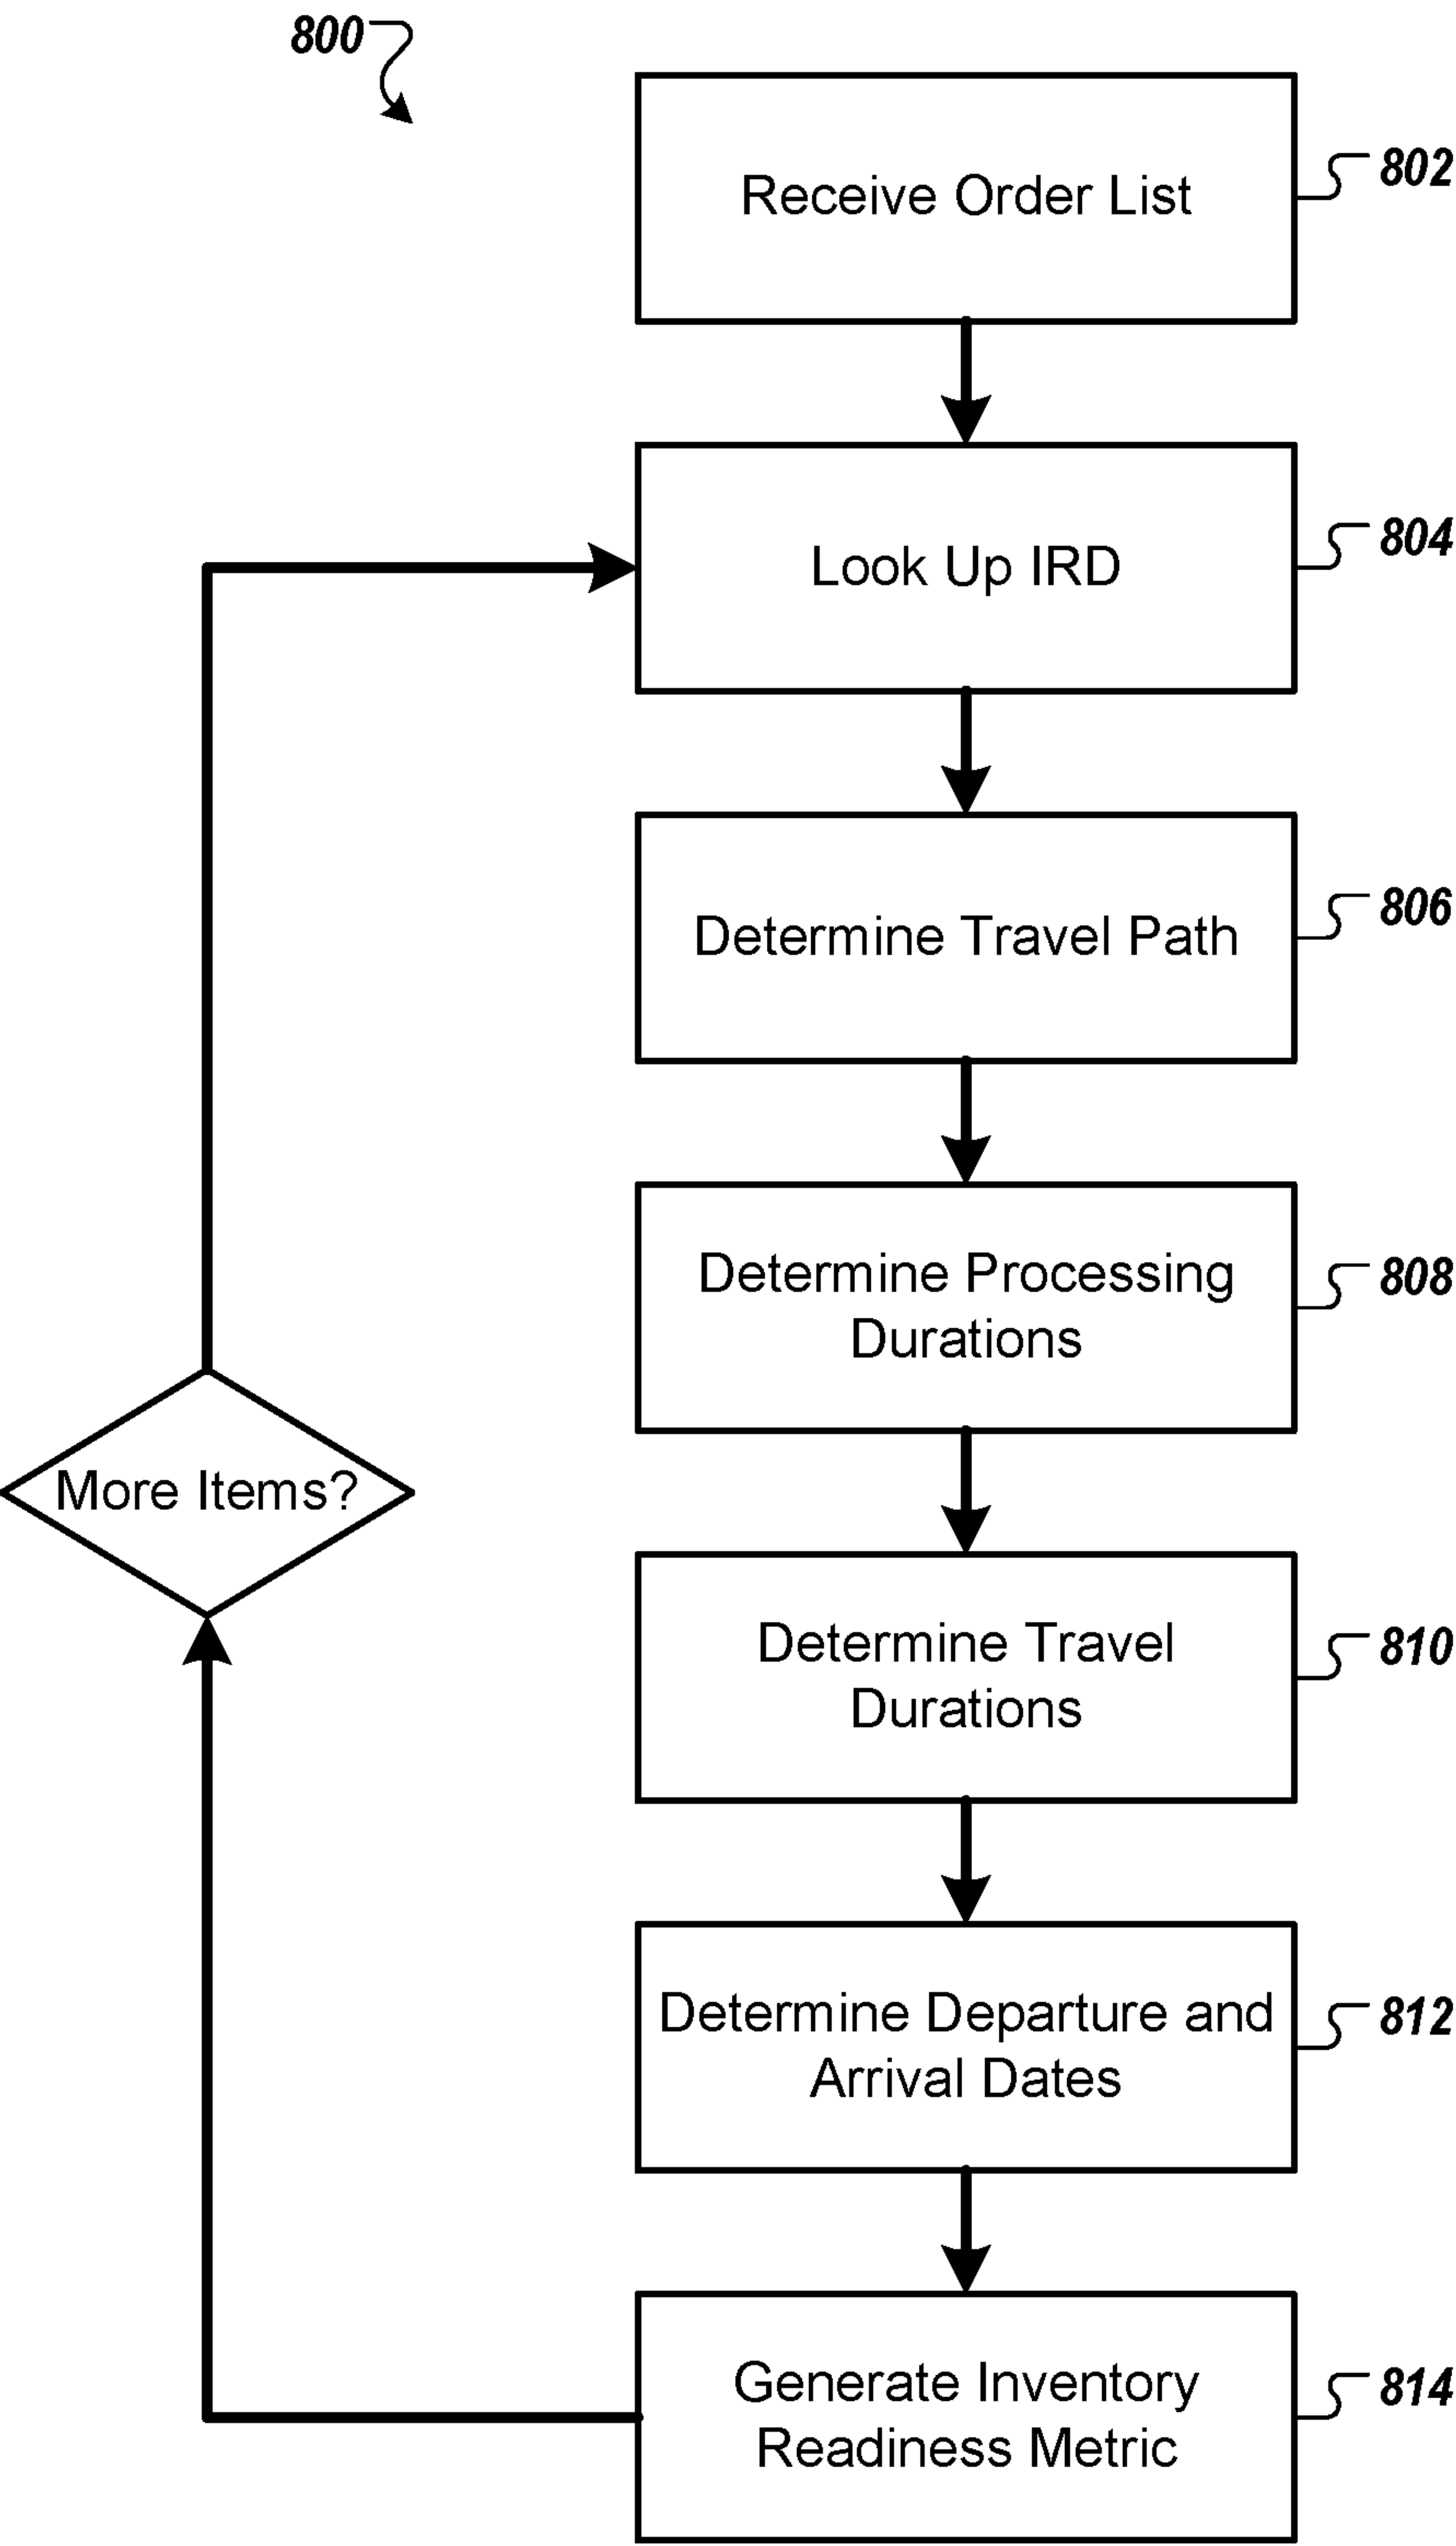 800
Receive Order List
802
Look Up IRD
804
Determine Travel Path
806
Determine Processing
Durations
808
More Items?
Determine Travel
Durations
810
Determine Departure and
Arrival Dates
812
Generate Inventory
Readiness Metric
814